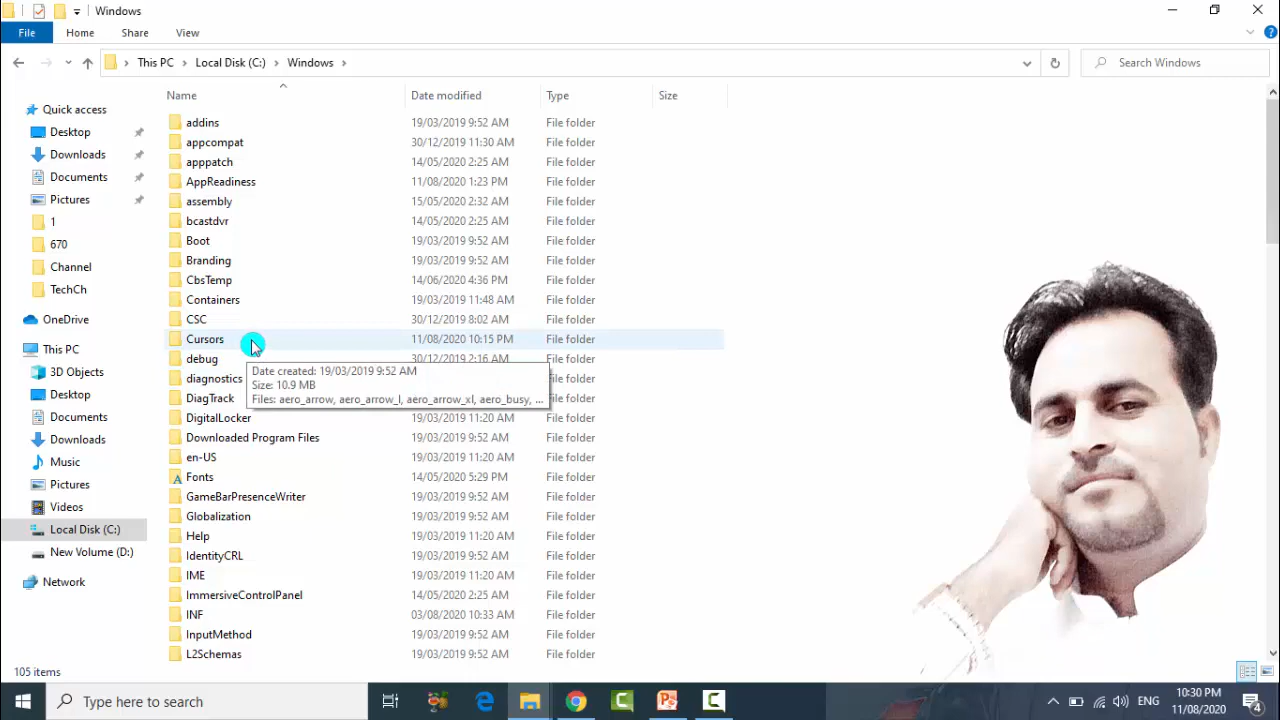 Windows
File Home Share View
This PC Local Disk (C:) Windows
Search Windows
Name Date modified Type Size
Quick access
Desktop
Downloads
Documents
Pictures
1
670
Channel
TechCh
OneDrive
This PC
3D Objects
Desktop
Documents
Downloads
Music
Pictures
Videos
Local Disk (C:)
New Volume (D:)
Network
addins 19/03/2019 9:52 AM File folder
appcompat 30/12/2019 11:30 AM File folder
apppatch 14/05/2020 2:25 AM File folder
AppReadiness 11/08/2020 1:23 PM File folder
assembly 15/05/2020 2:32 AM File folder
bcastdvr 14/05/2020 2:25 AM File folder
Boot 19/03/2019 9:52 AM File folder
Branding 19/03/2019 9:52 AM File folder
CbsTemp 14/06/2020 4:36 PM File folder
Containers 19/03/2019 11:48 AM File folder
CSC 30/12/2019 8:02 AM File folder
Cursors 11/08/2020 10:15 PM File folder
debug 30/12/2019 2:16 AM File folder
Date created: 19/03/2019 9:52 AM
Size: 10.9 MB
Files: aero_arrow, aero_arrow_l, aero_arrow_xl, aero_busy, ...
diagnostics
DiagTrack
DigitalLocker 19/03/2019 9:52 AM File folder
Downloaded Program Files 19/03/2019 9:52 AM File folder
en-US 19/03/2019 11:20 AM File folder
Fonts 14/05/2020 5:29 PM File folder
GameBarPresenceWriter 19/03/2019 9:52 AM File folder
Globalization 19/03/2019 9:52 AM File folder
Help 19/03/2019 11:20 AM File folder
IdentityCRL 19/03/2019 9:52 AM File folder
IME 19/03/2019 11:20 AM File folder
ImmersiveControlPanel 14/05/2020 2:25 AM File folder
INF 03/08/2020 10:33 AM File folder
InputMethod 19/03/2019 9:52 AM File folder
L2Schemas 19/03/2019 9:52 AM File folder
105 items
Type here to search
ENG
10:30 PM
11/08/2020
4